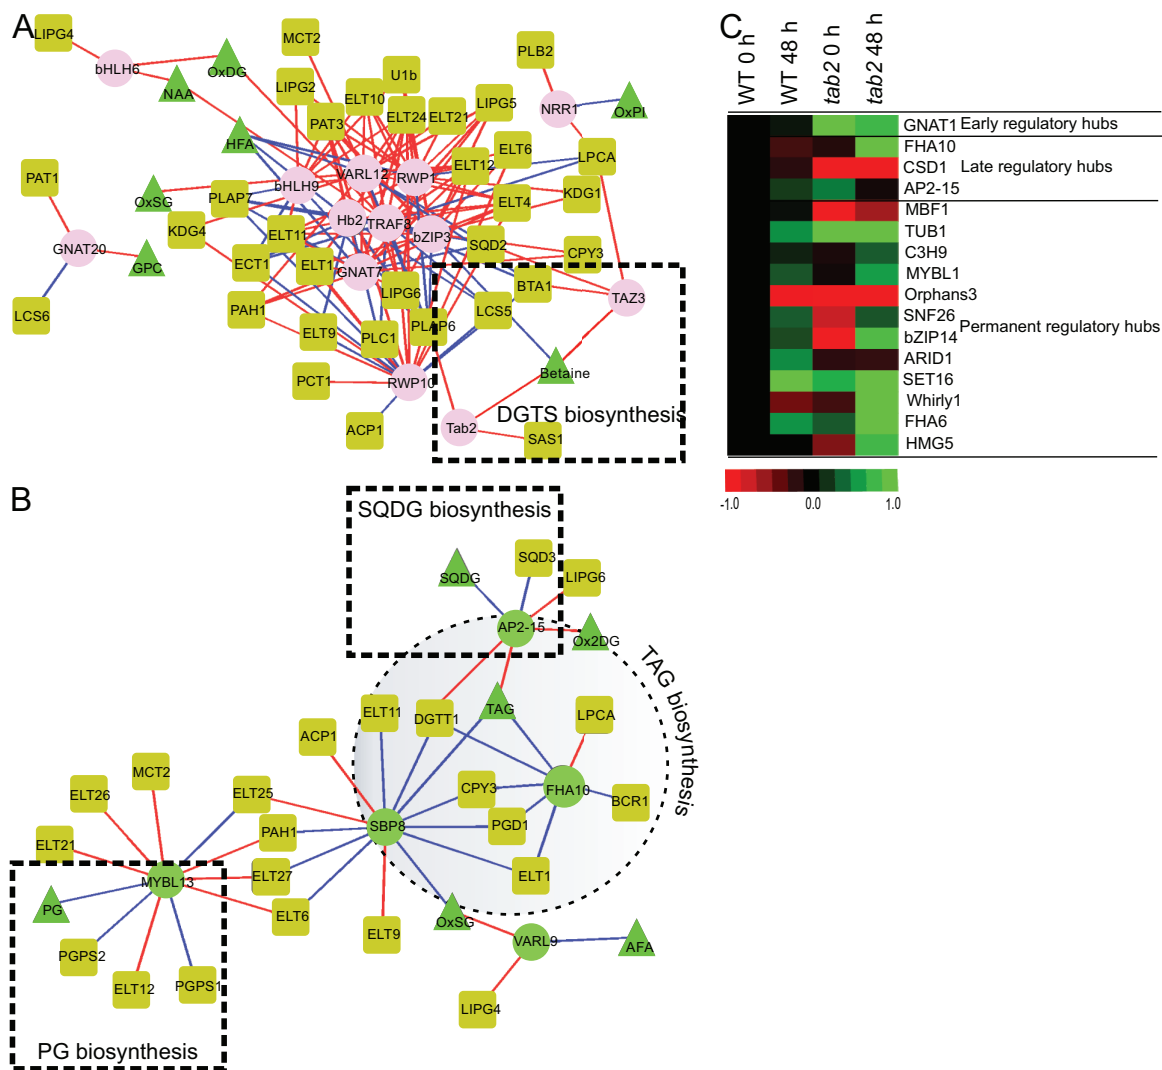 A
LIPG4
bHLH6
OxDG
NAA
MCT2
LIPG2
U1b
ELT10
PAT3
ELT24
ELT21
LIPG5
PLB2
NRR1
OxPI
HFA
ELT12
ELT6
LPCA
PAT1
OxSG
PLAP7
bHLH9
VARL12
RWP1
KDG1
ELT4
KDG4
Hb2
TRAF8
bZIP3
SQD2
GNAT20
GPC
ELT11
ECT1
ELT1
GNAT7
CPY3
BTA1
TAZ3
LCS6
PAH1
LIPG6
LCS5
ELT9
PLC1
PLAP6
PCT1
RWP10
Betaine
ACP1
Tab2
DGTS biosynthesis
SAS1
B
SQDG biosynthesis
SQDG
SQD3
LIPG6
AP2-15
Ox2DG
TAG biosynthesis
ELT11
DGTT1
TAG
LPCA
ACP1
MCT2
ELT26
ELT25
CPY3
FHA10
BCR1
ELT21
PAH1
SBP8
PGD1
MYBL13
ELT27
ELT1
PG
ELT6
OxSG
ELT9
VARL9
AFA
PGPS2
ELT12
PGPS1
LIPG4
PG biosynthesis
C
WT 0 h
WT 48 h
tab2 0 h
tab2 48 h
GNAT1 Early regulatory hubs
FHA10
CSD1 Late regulatory hubs
AP2-15
MBF1
TUB1
C3H9
MYBL1
Orphans3
SNF26
Permanent regulatory hubs
bZIP14
ARID1
SET16
Whirly1
FHA6
HMG5
-1.0 0.0 1.0